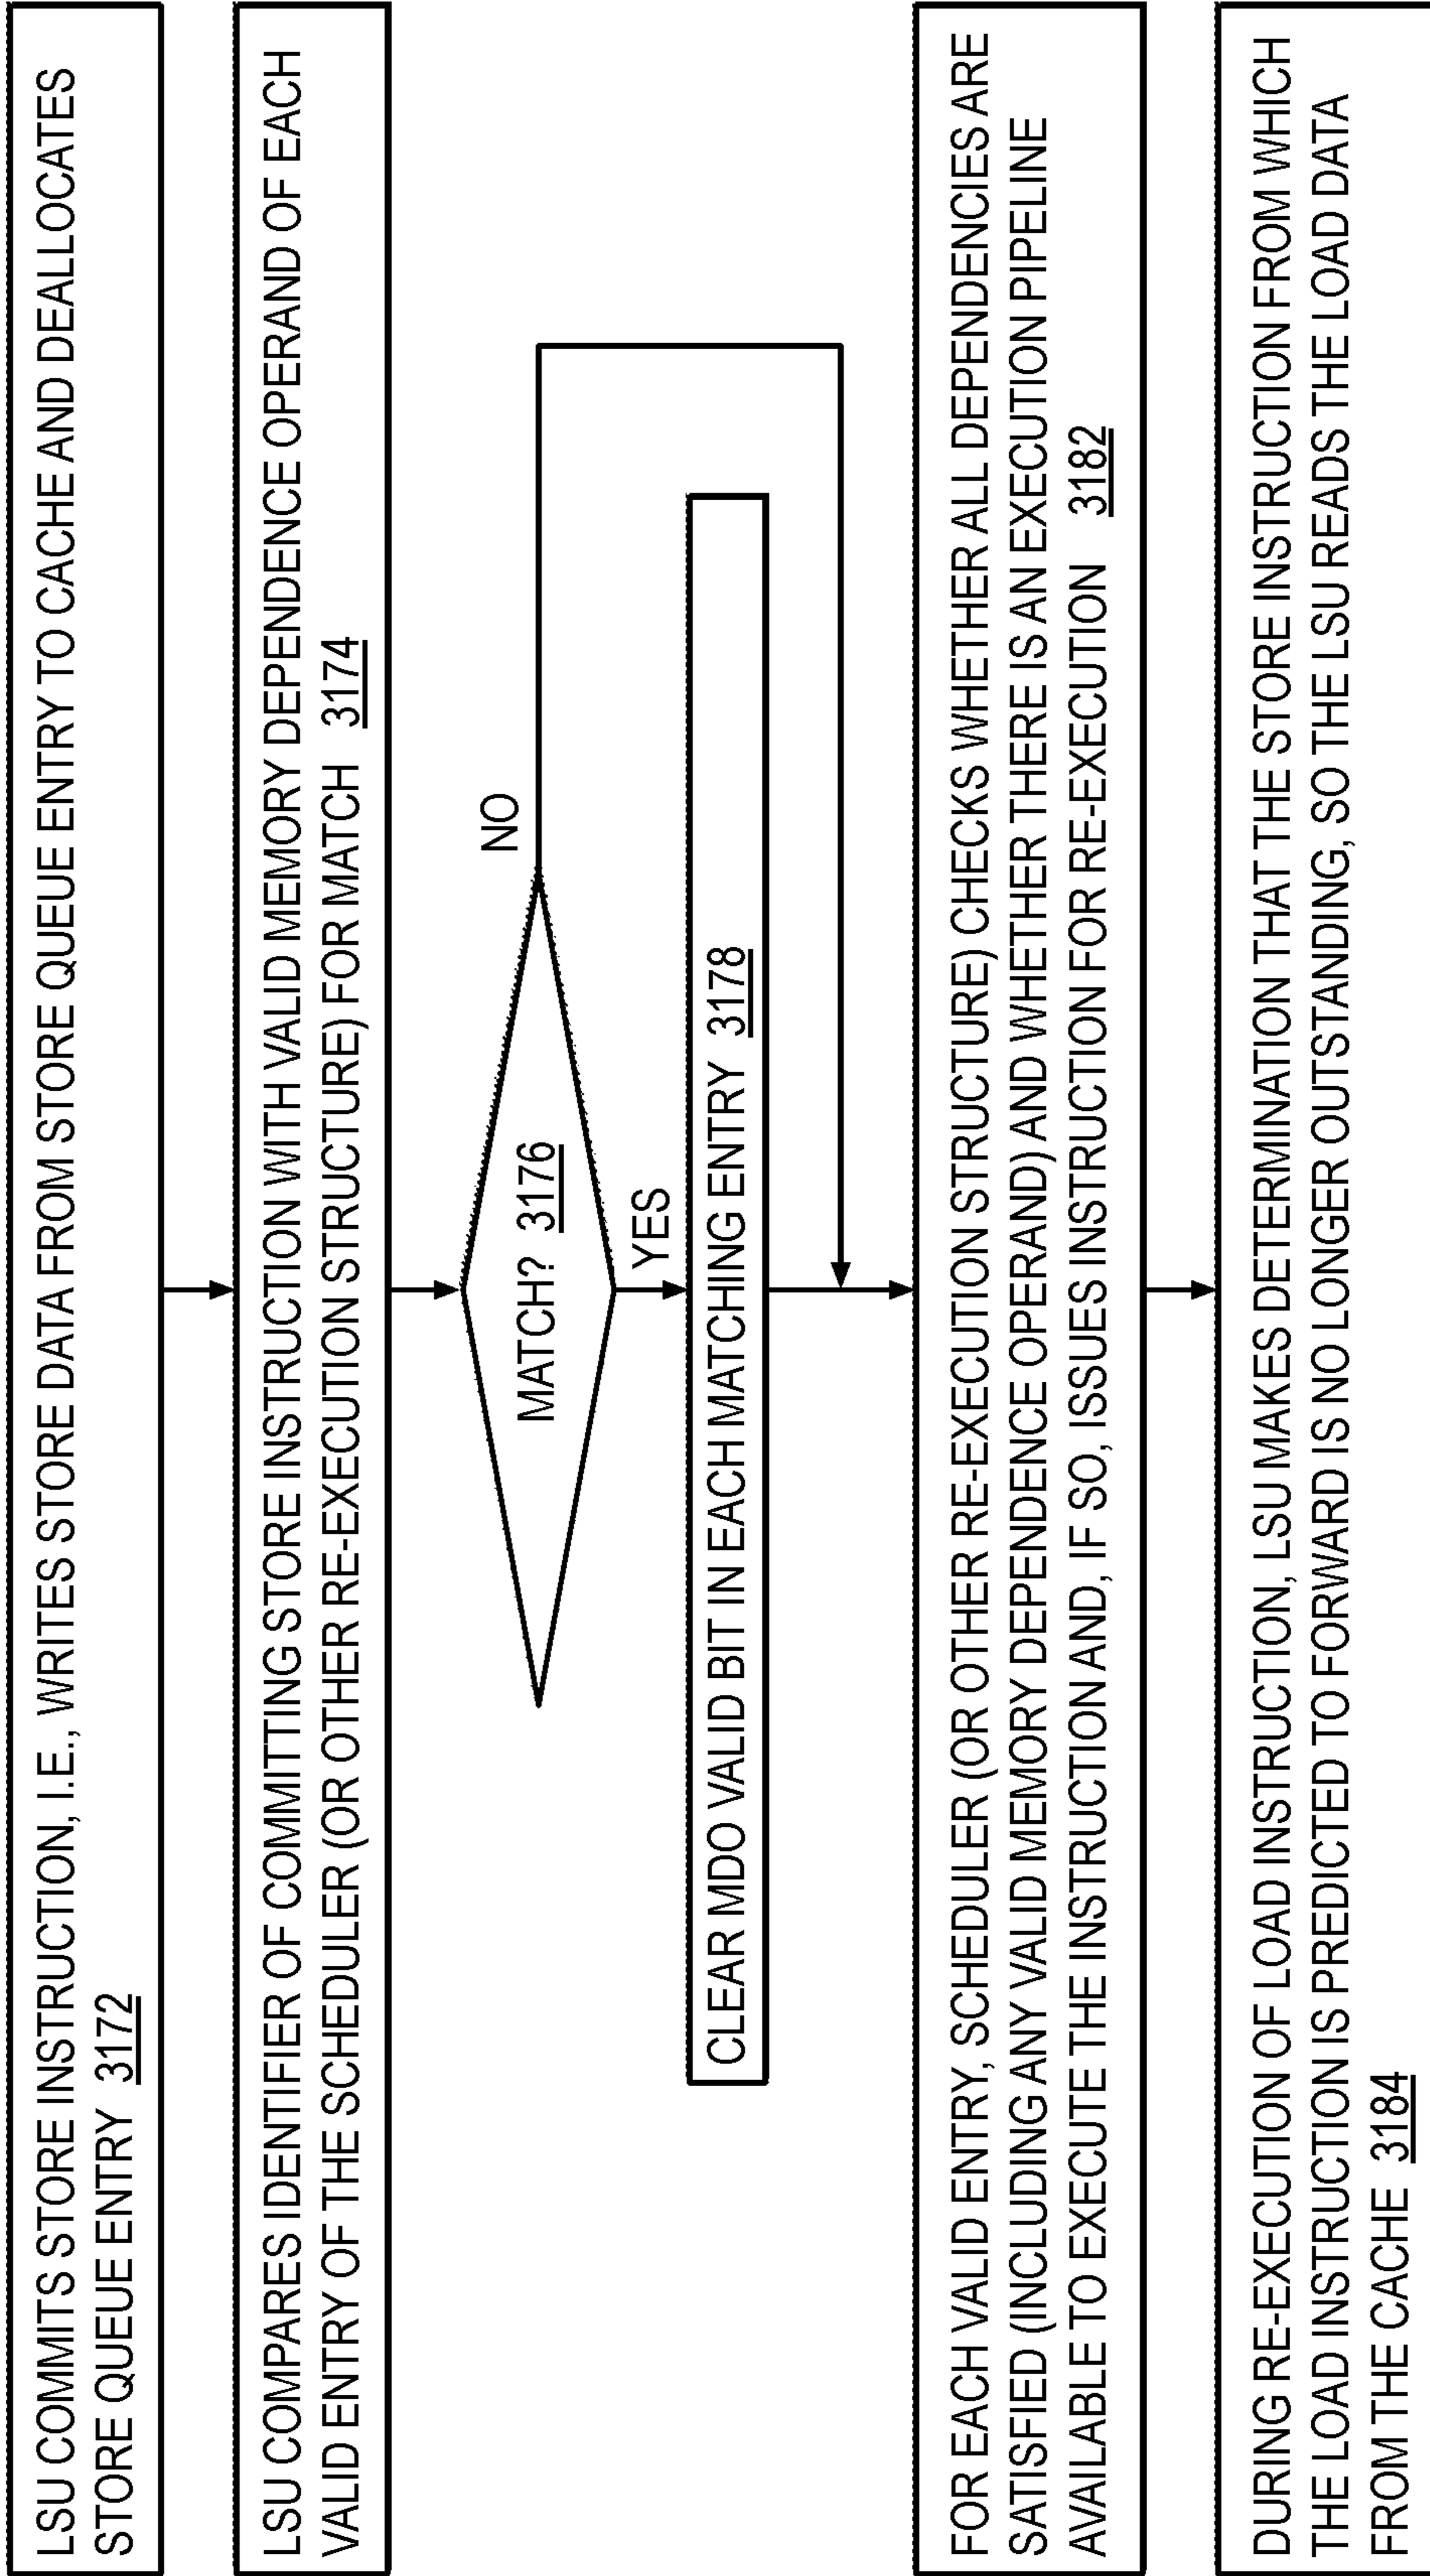 LSU COMMITS STORE INSTRUCTION, I.E., WRITES STORE DATA FROM STORE QUEUE ENTRY TO CACHE AND DEALLOCATES
STORE QUEUE ENTRY 3172
LSU COMPARES IDENTIFIER OF COMMITTING STORE INSTRUCTION WITH VALID MEMORY DEPENDENCE OPERAND OF EACH
VALID ENTRY OF THE SCHEDULER (OR OTHER RE-EXECUTION STRUCTURE) FOR MATCH 3174
MATCH? 3176
NO
YES
CLEAR MDO VALID BIT IN EACH MATCHING ENTRY 3178
FOR EACH VALID ENTRY, SCHEDULER (OR OTHER RE-EXECUTION STRUCTURE) CHECKS WHETHER ALL DEPENDENCIES ARE
SATISFIED (INCLUDING ANY VALID MEMORY DEPENDENCE OPERAND) AND WHETHER THERE IS AN EXECUTION PIPELINE
AVAILABLE TO EXECUTE THE INSTRUCTION AND, IF SO, ISSUES INSTRUCTION FOR RE-EXECUTION 3182
DURING RE-EXECUTION OF LOAD INSTRUCTION, LSU MAKES DETERMINATION THAT THE STORE INSTRUCTION FROM WHICH
THE LOAD INSTRUCTION IS PREDICTED TO FORWARD IS NO LONGER OUTSTANDING, SO THE LSU READS THE LOAD DATA
FROM THE CACHE 3184